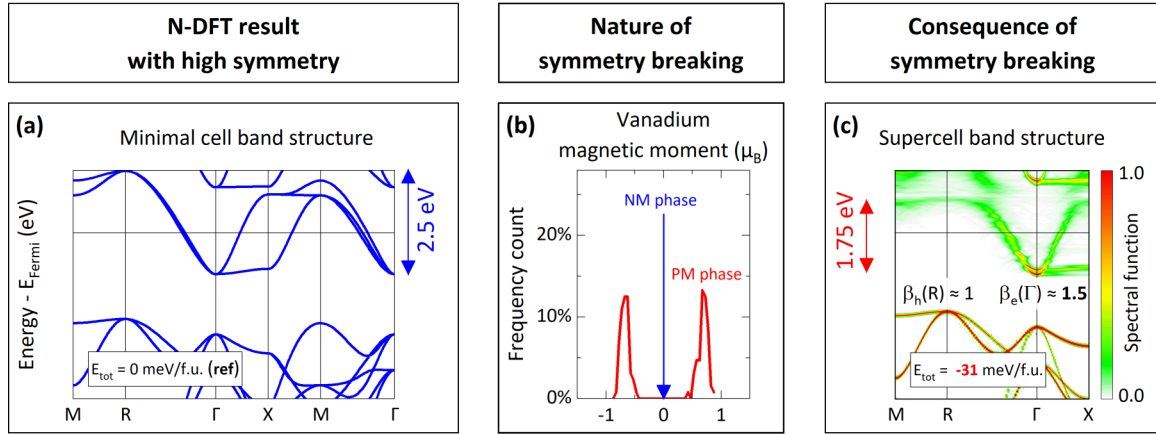 N-DFT result
with high symmetry
Nature of
symmetry breaking
Consequence of
symmetry breaking
(a)
Minimal cell band structure
Energy - E_Fermi (eV)
2.5 eV
E_tot = 0 meV/f.u. (ref)
M R Γ X M Γ
(b)
Vanadium
magnetic moment (μ_B)
NM phase
PM phase
Frequency count
20%
10%
0%
-1 0 1
(c)
Supercell band structure
1.75 eV
β_h(R) ≈ 1 β_e(Γ) ≈ 1.5
E_tot = -31 meV/f.u.
M R Γ X
1.0
Spectral function
0.0